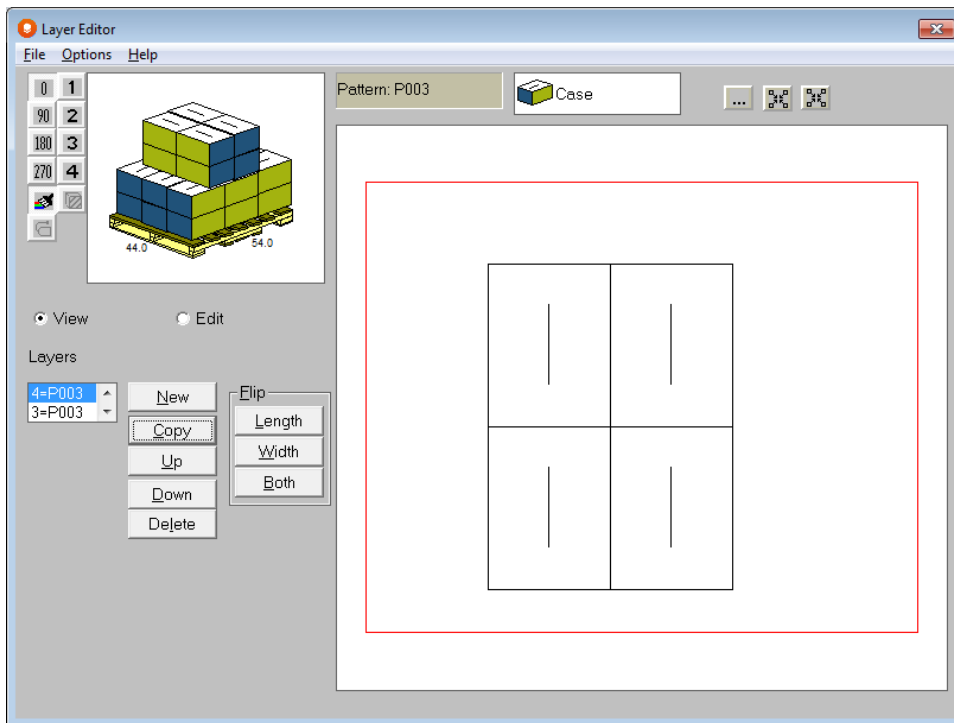 Layer Editor
File Options Help
0 1
90 2
180 3
270 4
44.0 54.0
Pattern: P003
Case
...
View Edit
Layers
4=P003
3=P003
New
Copy
Up
Down
Delete
Flip
Length
Width
Both